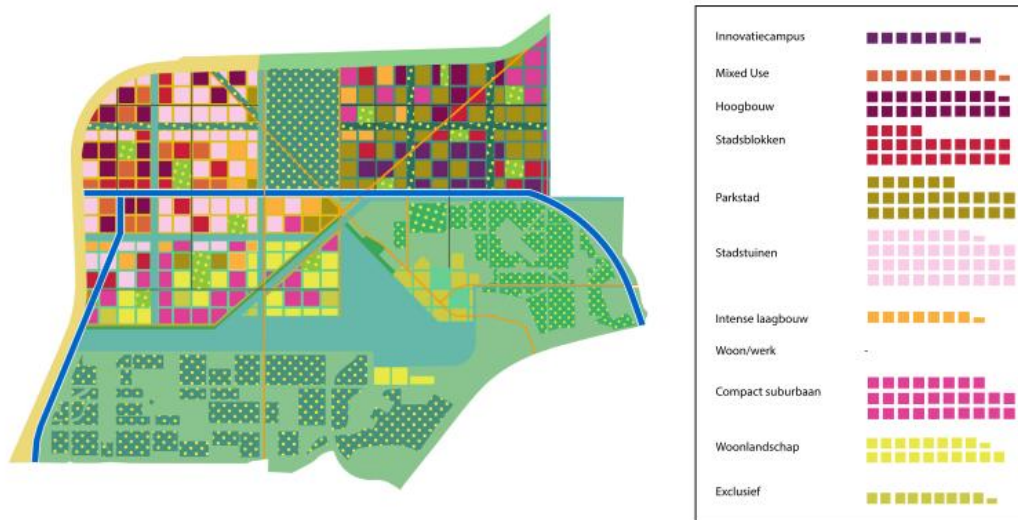 Innovatiecampus
Mixed Use
Hoogbouw
Stadsblokken
Parkstad
Stadstuinen
Intense laagbouw
Woon/werk -
Compact suburbaan
Woonlandschap
Exclusief